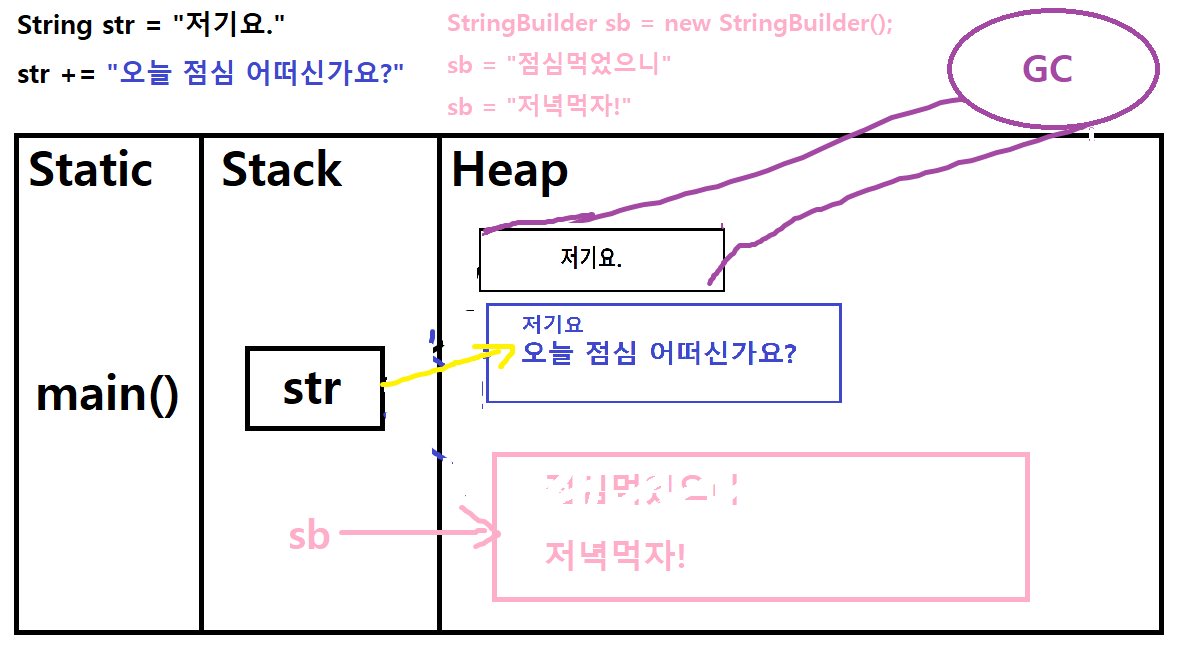 String str = "저기요."
str += "오늘 점심 어떠신가요?"
StringBuilder sb = new StringBuilder();
sb = "점심먹었으니"
sb = "저녁먹자!"
GC
Static
Stack
Heap
저기요.
저기요
오늘 점심 어떠신가요?
main()
str
sb
저녁먹자!